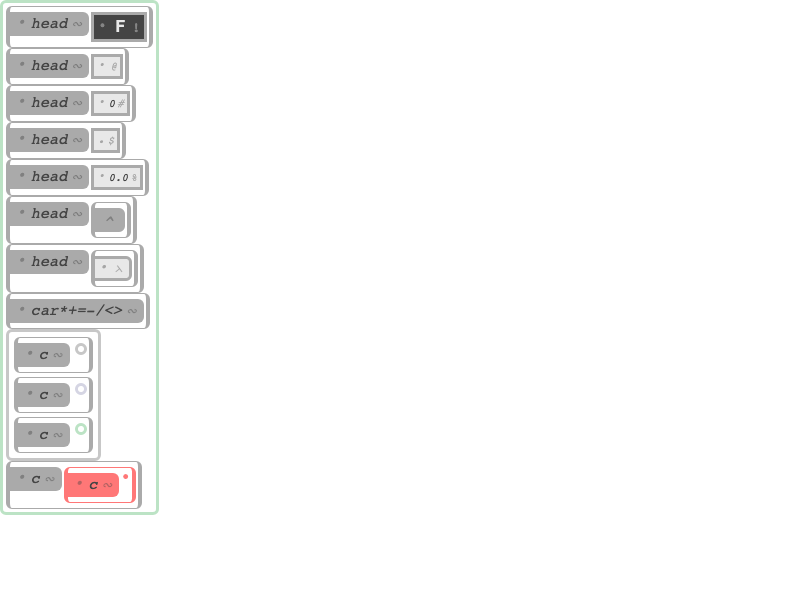 • head ∾ • F !
• head ∾ • @
• head ∾ • 0 #
• head ∾ • $
• head ∾ • 0.0 %
• head ∾ ^
• head ∾ • ⋋
• car*+=-/<> ∾
• c ∾
• c ∾
• c ∾
• c ∾ • c ∾ •